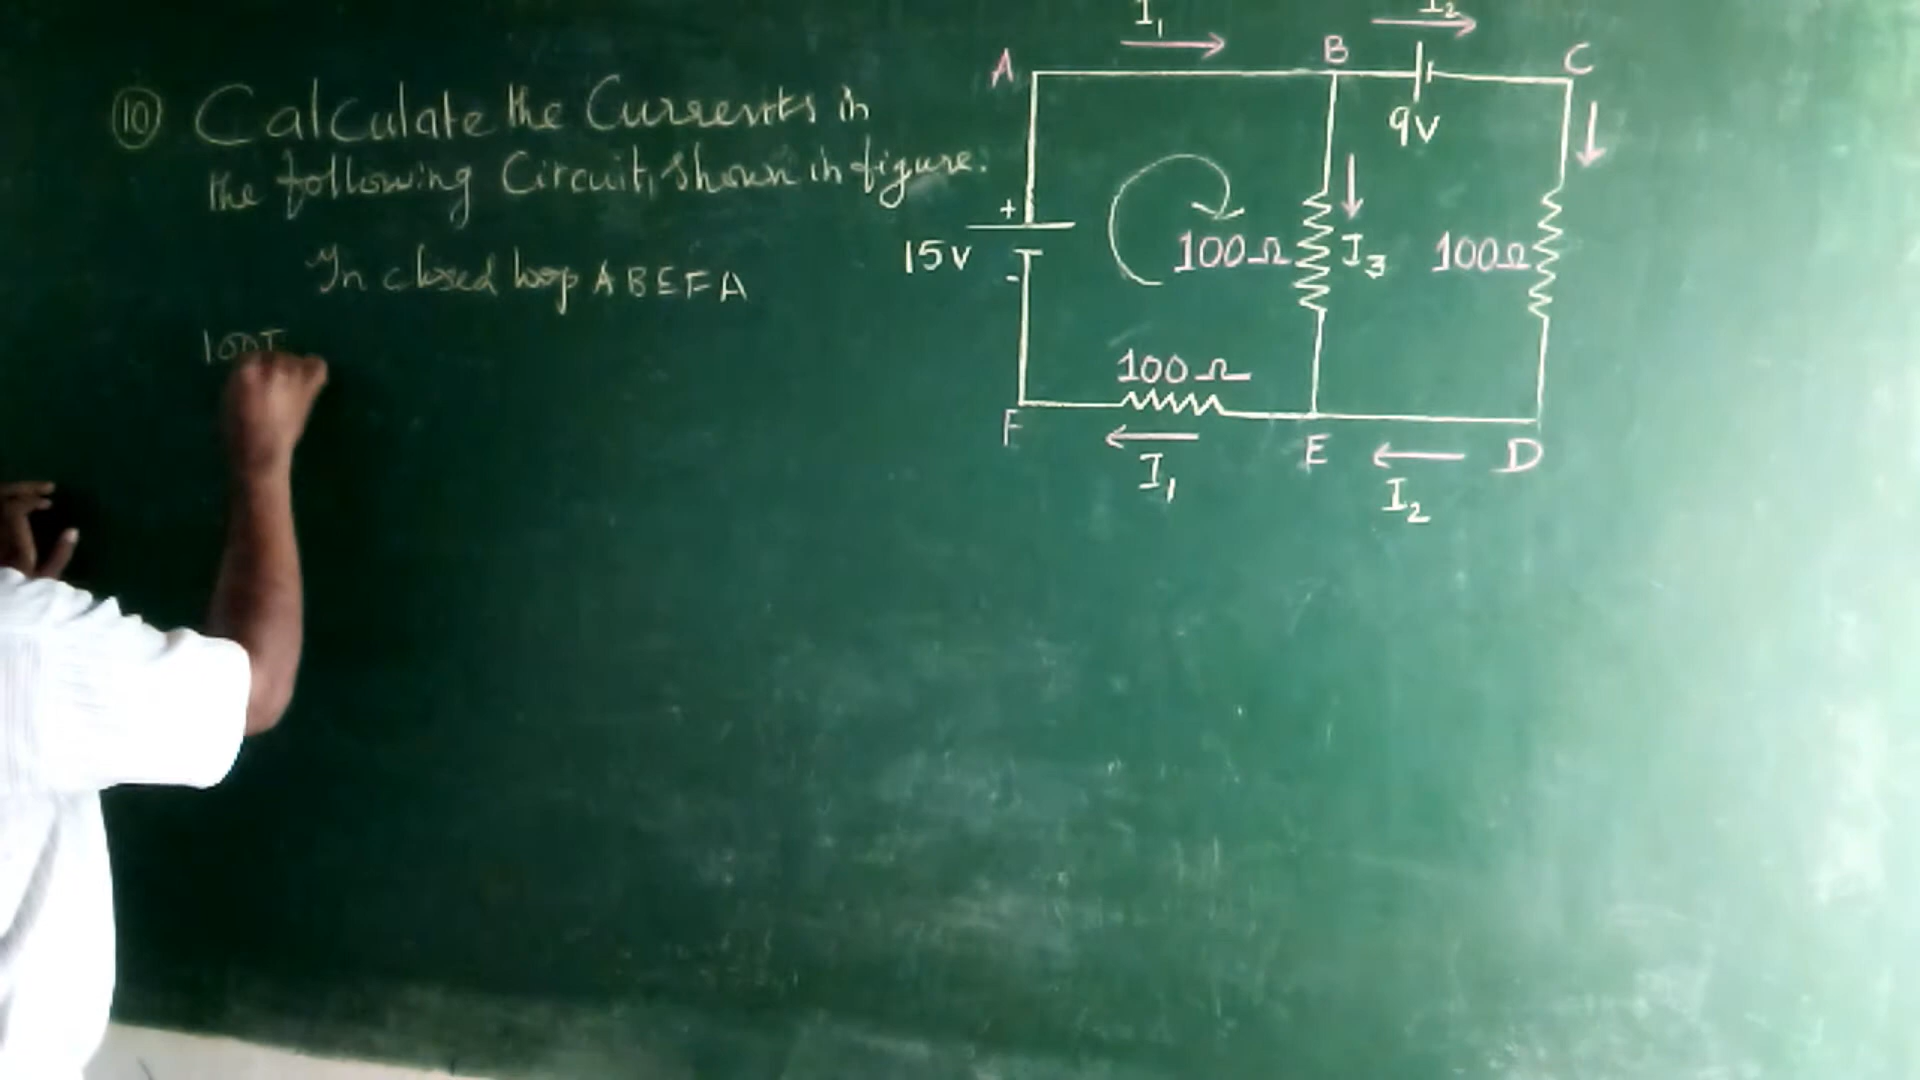 10 Calculate the Currents in
the following Circuit, shown in figure.
In closed loop A B E F A
100I
I₁
I₂
A
B
C
9V
+
15V
-
100Ω
I₃
100Ω
100Ω
F
E
D
I₁
I₂